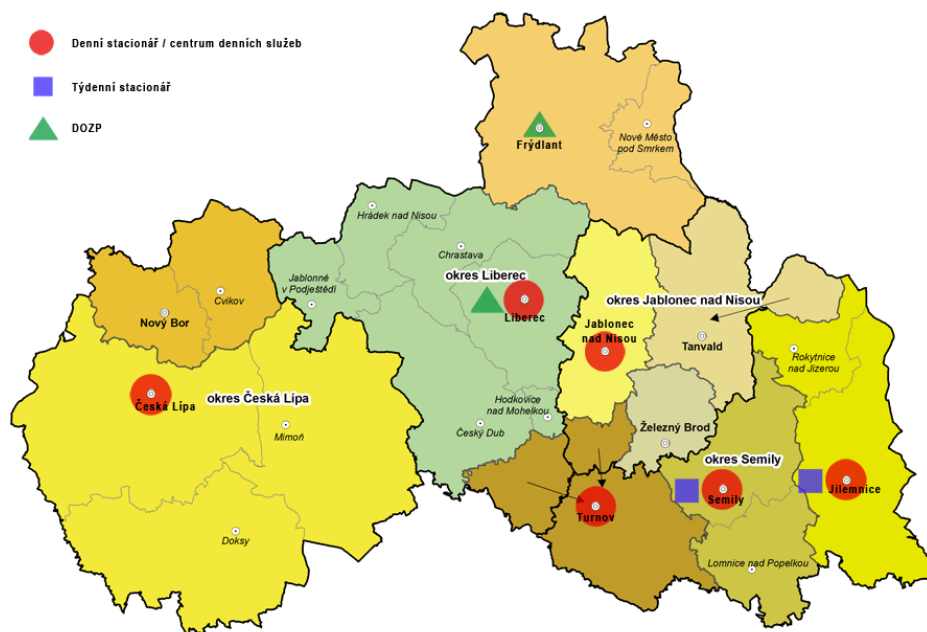 Denní stacionář / centrum denních služeb
Týdenní stacionář
DOZP
Frýdlant
Nové Město
pod Smrkem
Hrádek nad Nisou
Chrastava
okres Liberec
Jablonné
v Podještědí
Cvikov
Nový Bor
Liberec
okres Jablonec nad Nisou
Jablonec
nad Nisou
Tanvald
Rokytnice
nad Jizerou
okres Česká Lípa
Česká Lípa
Mimoň
Hodkovice
nad Mohelkou
Český Dub
Železný Brod
okres Semily
Semily
Jilemnice
Turnov
Doksy
Lomnice nad Popelkou